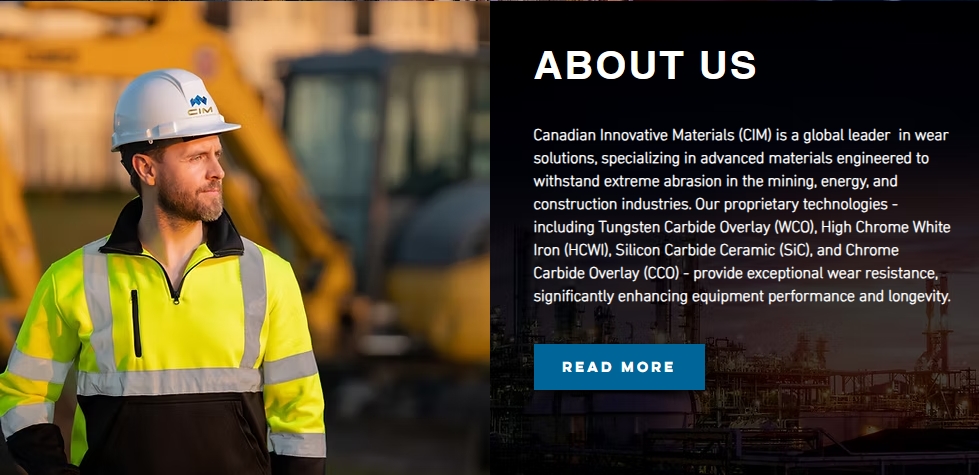 CIM
ABOUT US
Canadian Innovative Materials (CIM) is a global leader  in wear
solutions, specializing in advanced materials engineered to
withstand extreme abrasion in the mining, energy, and
construction industries. Our proprietary technologies -
including Tungsten Carbide Overlay (WCO), High Chrome White
Iron (HCWI), Silicon Carbide Ceramic (SiC), and Chrome
Carbide Overlay (CCO) - provide exceptional wear resistance,
significantly enhancing equipment performance and longevity.
READ MORE